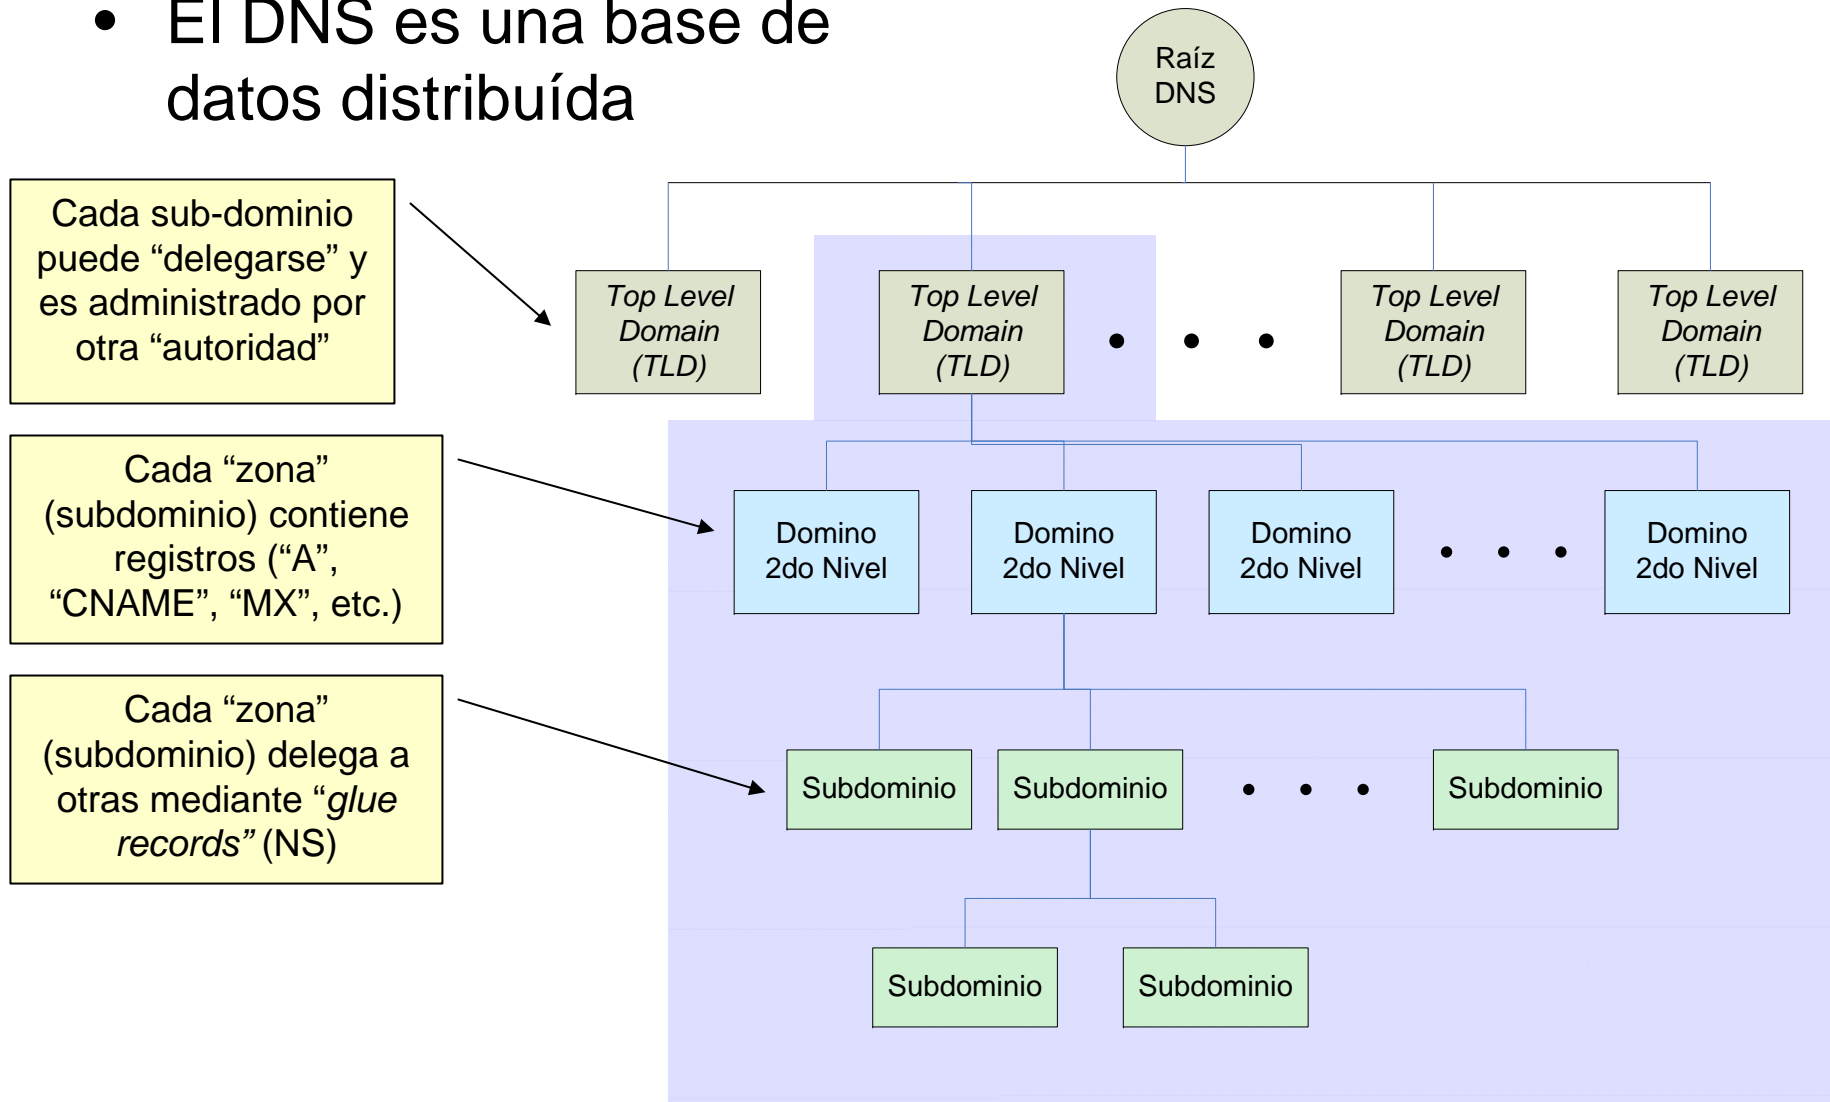 • El DNS es una base de
datos distribuída
Raíz
DNS
Cada sub-dominio
puede “delegarse” y
es administrado por
otra “autoridad”
Top Level
Domain
(TLD)
Top Level
Domain
(TLD)
• • •
Top Level
Domain
(TLD)
Top Level
Domain
(TLD)
Cada “zona”
(subdominio) contiene
registros (“A”,
“CNAME”, “MX”, etc.)
Domino
2do Nivel
Domino
2do Nivel
Domino
2do Nivel
• • •
Domino
2do Nivel
Cada “zona”
(subdominio) delega a
otras mediante “glue
records” (NS)
Subdominio
Subdominio
• • •
Subdominio
Subdominio
Subdominio